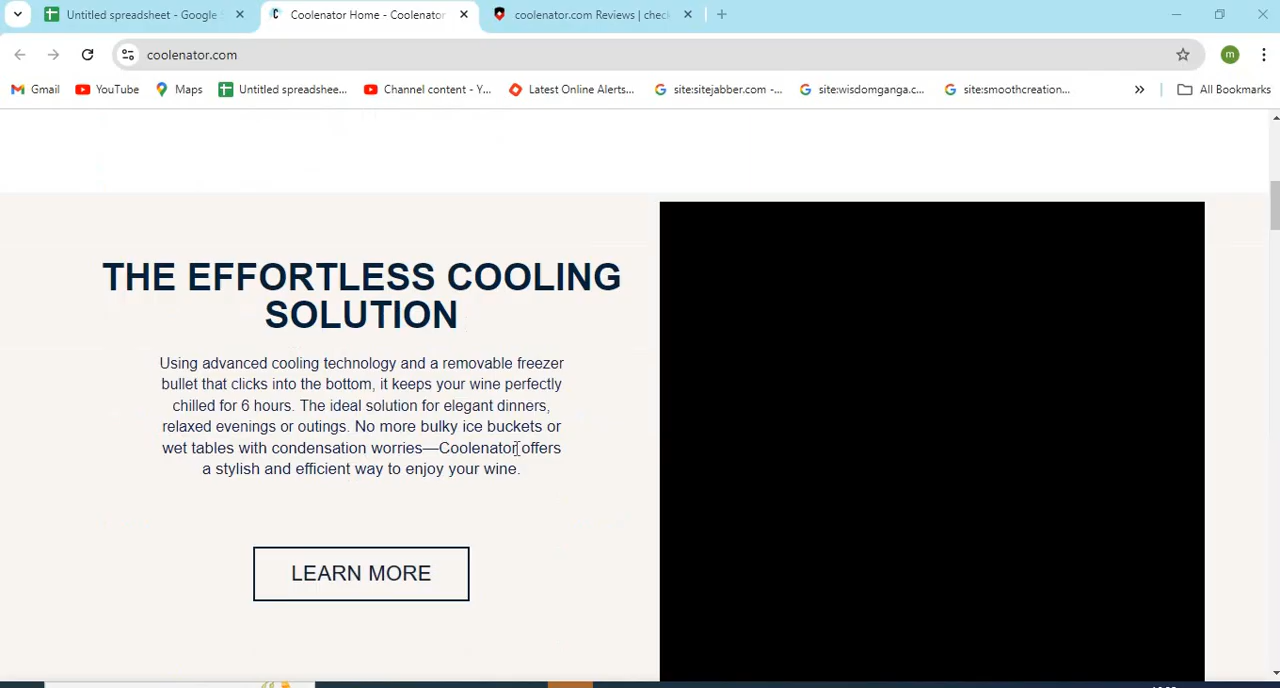 Untitled spreadsheet - Google
Coolenator Home - Coolenator
coolenator.com Reviews | chec
coolenator.com
m
Gmail
YouTube
Maps
Untitled spreadshee...
Channel content - Y...
Latest Online Alerts...
site:sitejabber.com -...
site:wisdomganga.c...
site:smoothcreation...
All Bookmarks
THE EFFORTLESS COOLING
SOLUTION
Using advanced cooling technology and a removable freezer
bullet that clicks into the bottom, it keeps your wine perfectly
chilled for 6 hours. The ideal solution for elegant dinners,
relaxed evenings or outings. No more bulky ice buckets or
wet tables with condensation worries—Coolenator offers
a stylish and efficient way to enjoy your wine.
LEARN MORE